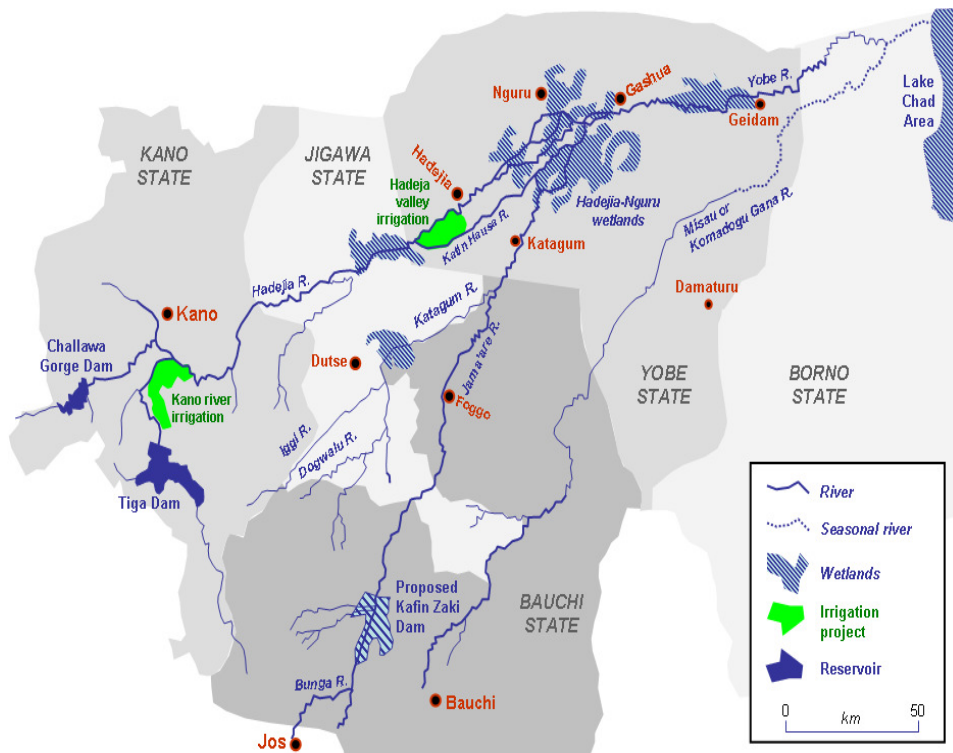 Nguru
Gashua
Yobe R.
Lake
Chad
Area
Geidam
KANO
STATE
JIGAWA
STATE
Hadejia
Hadeja
valley
irrigation
Hadejia-Nguru
wetlands
Katin Hausa R.
Misau or
Komadogu Gana R.
Katagum
Hadejia R.
Damaturu
Kano
Katagum R.
Challawa
Gorge Dam
Dutse
Jama'are R.
YOBE
STATE
BORNO
STATE
Kano river
irrigation
Foggo
Iggi R.
Dogwalu R.
Tiga Dam
River
Seasonal river
Wetlands
Irrigation
project
Reservoir
0 50
km
Proposed
Kafin Zaki
Dam
BAUCHI
STATE
Bunga R.
Bauchi
Jos